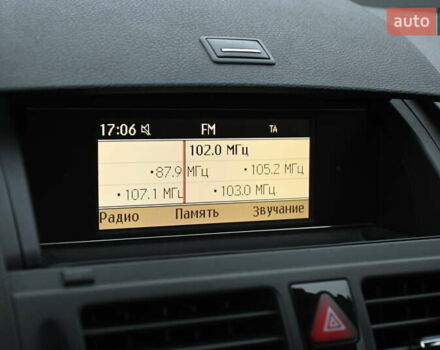 auto
17:06 FM TA
102.0 МГц
87.9 МГц 105.2 МГц
107.1 МГц 103.0 МГц
Радио Память Звучание